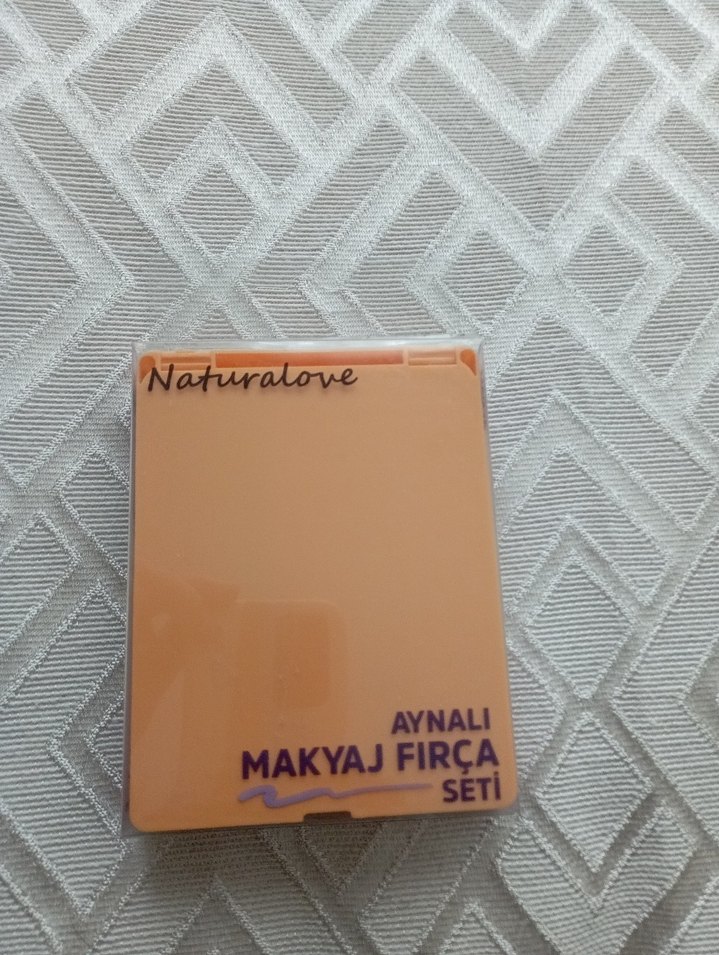 Naturalove
AYNALI
MAKYAJ FIRÇA
SETİ